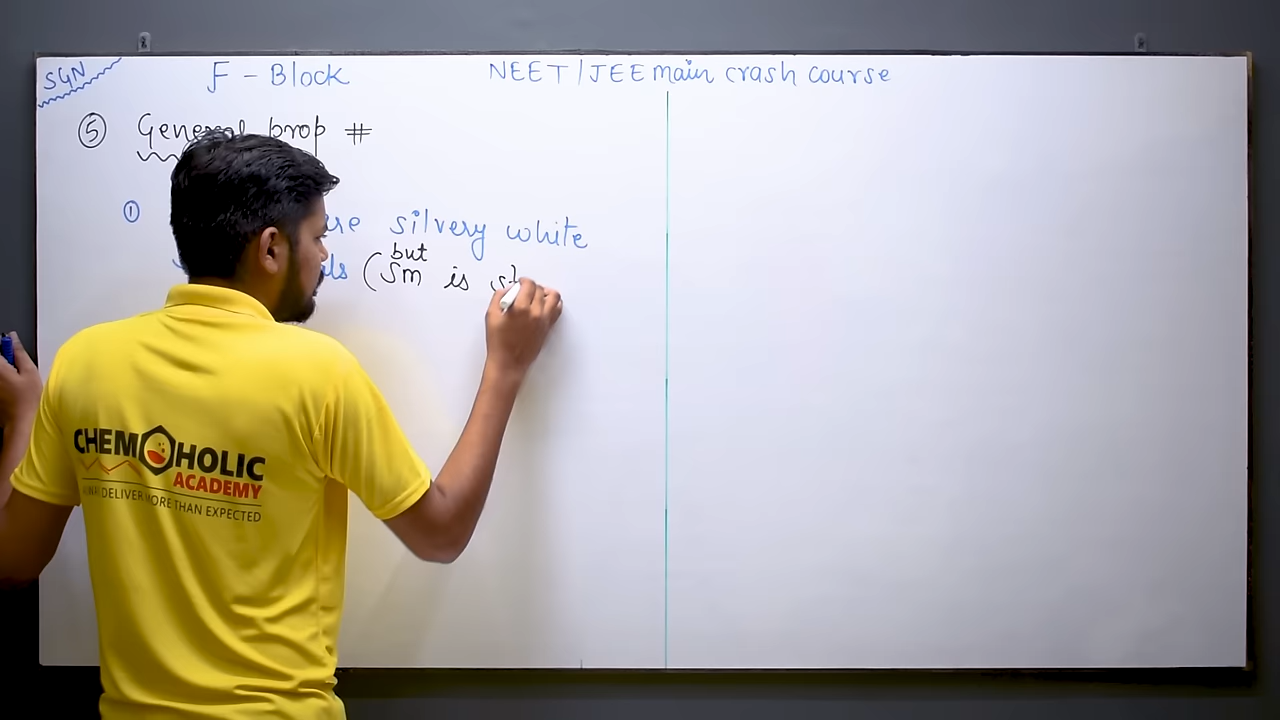 SGN
F - Block
NEET/JEE main crash course
⑤ General prop #
① silvery white
(but Sm is
CHEMHOLIC
ACADEMY
DELIVER MORE THAN EXPECTED